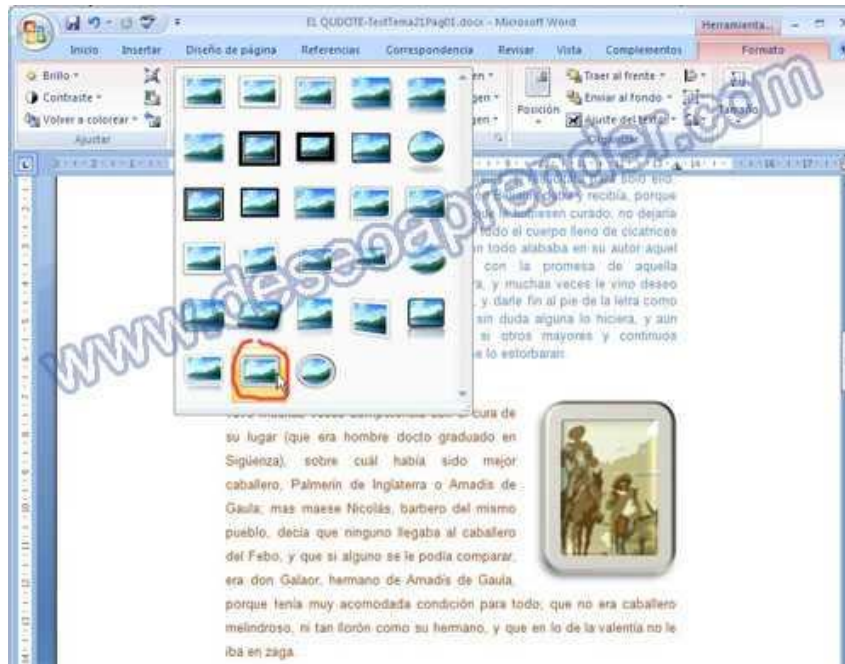 EL QUIJOTE-TestTema21Pag01.docx - Microsoft Word
Herramienta...
Inicio Insertar Diseño de página Referencias Correspondencia Revisar Vista Complementos Formato
Brillo
Contraste
Volver a colorear
Ajustar
Posición
Traer al frente
Enviar al fondo
Ajuste del texto
Tamaño
www.deseoaprender.com
recibía, porque
curado, no dejaría
todo el cuerpo lleno de cicatrices
todo alababa en su autor aquel
con la promesa de aquella
y muchas veces le vino deseo
y darle fin al pie de la letra como
sin duda alguna lo hiciera, y aun
si otros mayores y continuos
se lo estorbaran
cura de
su lugar (que era hombre docto graduado en
Sigüenza), sobre cuál había sido mejor
caballero, Palmerín de Inglaterra o Amadís de
Gaula; mas maese Nicolás, barbero del mismo
pueblo, decía que ninguno llegaba al caballero
del Febo, y que si alguno se le podía comparar,
era don Galaor, hermano de Amadís de Gaula,
porque tenía muy acomodada condición para todo; que no era caballero
melindroso, ni tan llorón como su hermano, y que en lo de la valentía no le
iba en zaga